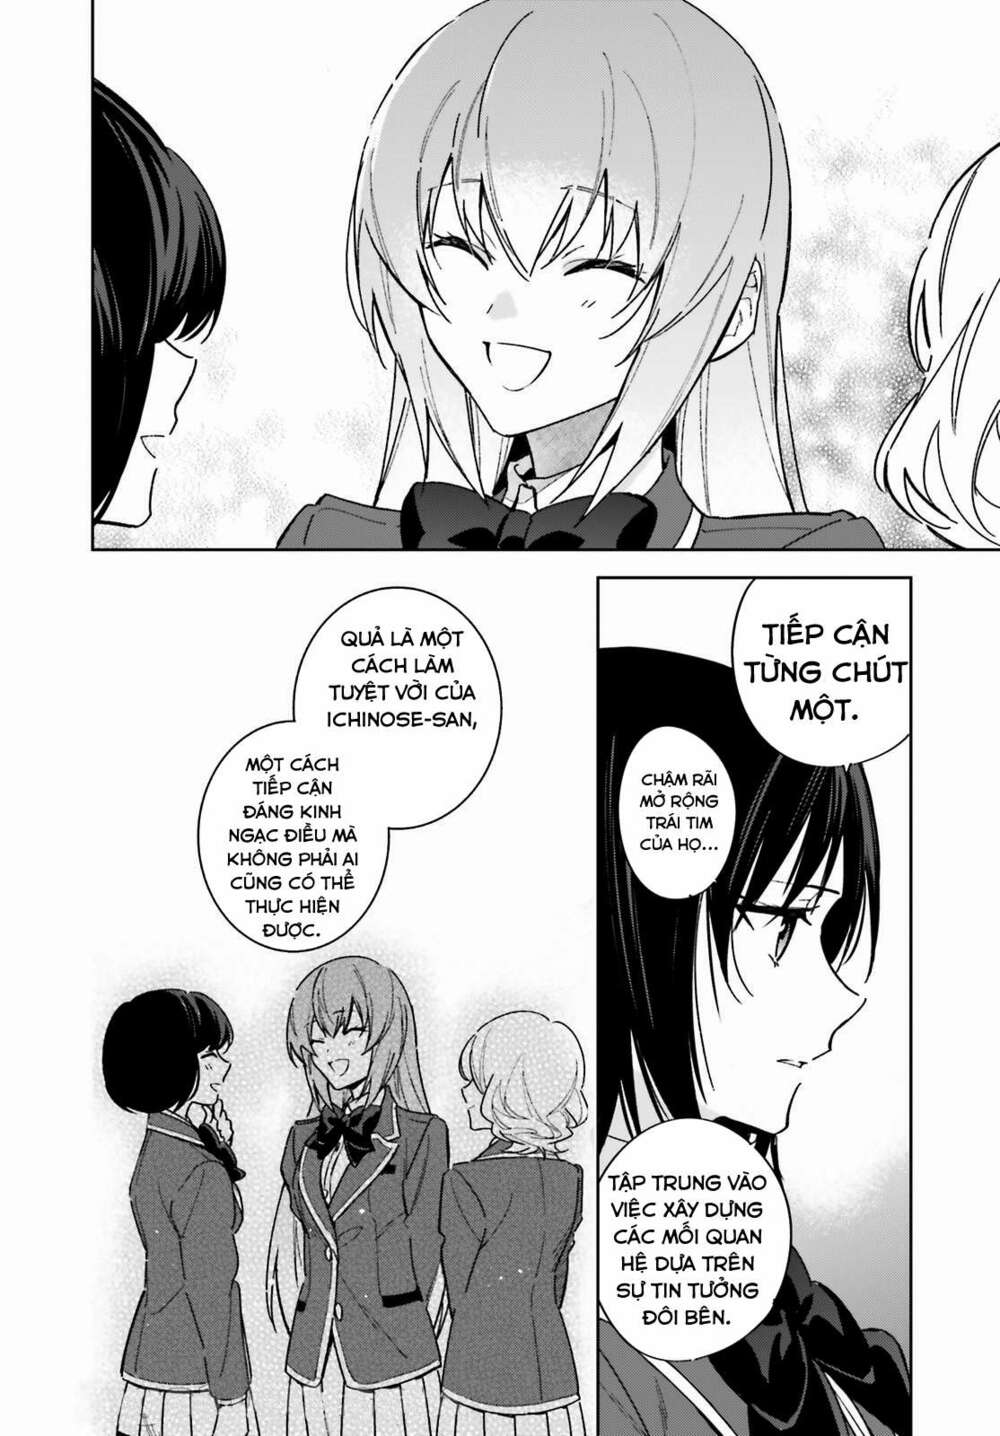 TIẾP CẬN
TỪNG CHÚT
MỘT.
CHẬM RÃI
MỞ RỘNG
TRÁI TIM
CỦA HỌ...
TẬP TRUNG VÀO
VIỆC XÂY DỰNG
CÁC MỐI QUAN
HỆ DỰA TRÊN
SỰ TIN TƯỞNG
ĐÔI BÊN.
QUẢ LÀ MỘT
CÁCH LÀM
TUYỆT VỜI CỦA
ICHINOSE-SAN,
MỘT CÁCH
TIẾP CẬN
ĐÁNG KINH
NGẠC ĐIỀU MÀ
KHÔNG PHẢI AI
CŨNG CÓ THỂ
THỰC HIỆN
ĐƯỢC.